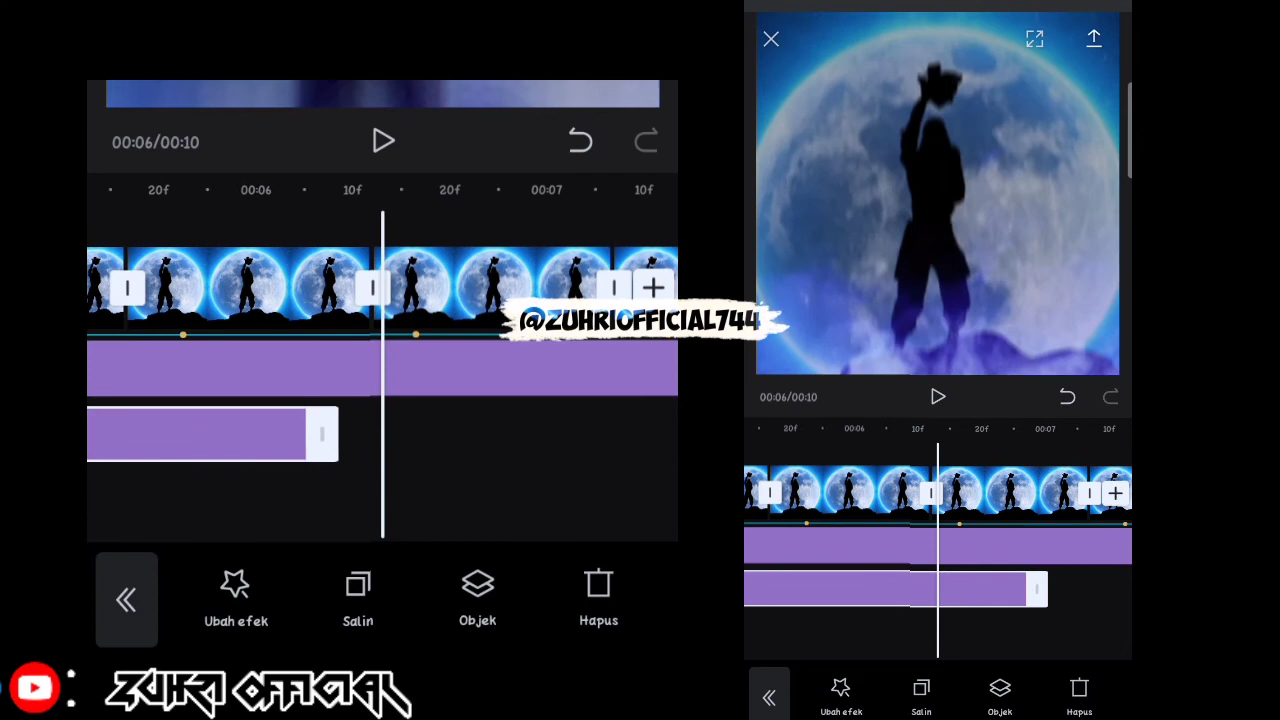 00:06/00:10
20f 00:06 10f 20f 00:07 10f
@ZUHRIOFFICIAL744
Ubah efek Salin Objek Hapus
: ZUHRI OFFICIAL
00:06/00:10
20f 00:06 10f 20f 00:07 10f
Ubah efek Salin Objek Hapus